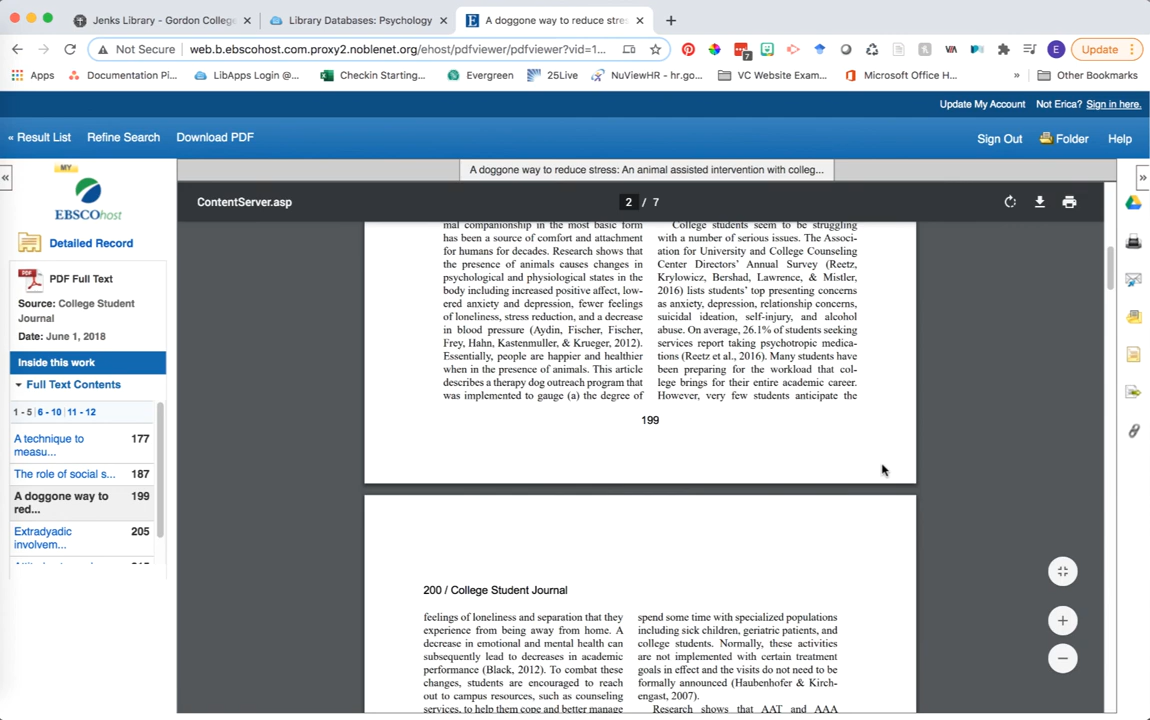 Jenks Library - Gordon College
Library Databases: Psychology
A doggone way to reduce stres
Not Secure
web.b.ebscohost.com.proxy2.noblenet.org/ehost/pdfviewer/pdfviewer?vid=1...
7
E
Update
Apps
Documentation Pi...
LibApps Login @...
Checkin Starting...
Evergreen
25Live
NuViewHR - hr.go...
VC Website Exam...
Microsoft Office H...
»
Other Bookmarks
Update My Account
Not Erica? Sign in here.
« Result List
Refine Search
Download PDF
Sign Out
Folder
Help
A doggone way to reduce stress: An animal assisted intervention with colleg...
MY
EBSCOhost
Detailed Record
PDF Full Text
Source: College Student
Journal
Date: June 1, 2018
Inside this work
Full Text Contents
1 - 5 | 6 - 10 | 11 - 12
A technique to
measu...
177
The role of social s...
187
A doggone way to
red...
199
Extradyadic
involvem...
205
ContentServer.asp
2 / 7
mal companionship in the most basic form
has been a source of comfort and attachment
for humans for decades. Research shows that
the presence of animals causes changes in
psychological and physiological states in the
body including increased positive affect, low-
ered anxiety and depression, fewer feelings
of loneliness, stress reduction, and a decrease
in blood pressure (Aydin, Fischer, Fischer,
Frey, Hahn, Kastenmuller, & Krueger, 2012).
Essentially, people are happier and healthier
when in the presence of animals. This article
describes a therapy dog outreach program that
was implemented to gauge (a) the degree of
College students seem to be struggling
with a number of serious issues. The Associ-
ation for University and College Counseling
Center Directors' Annual Survey (Reetz,
Krylowicz, Bershad, Lawrence, & Mistler,
2016) lists students' top presenting concerns
as anxiety, depression, relationship concerns,
suicidal ideation, self-injury, and alcohol
abuse. On average, 26.1% of students seeking
services report taking psychotropic medica-
tions (Reetz et al., 2016). Many students have
been preparing for the workload that col-
lege brings for their entire academic career.
However, very few students anticipate the
199
200 / College Student Journal
feelings of loneliness and separation that they
experience from being away from home. A
decrease in emotional and mental health can
subsequently lead to decreases in academic
performance (Black, 2012). To combat these
changes, students are encouraged to reach
out to campus resources, such as counseling
services, to help them cope and better manage
spend some time with specialized populations
including sick children, geriatric patients, and
college students. Normally, these activities
are not implemented with certain treatment
goals in effect and the visits do not need to be
formally announced (Haubenhofer & Kirch-
engast, 2007).
Research shows that AAT and AAA